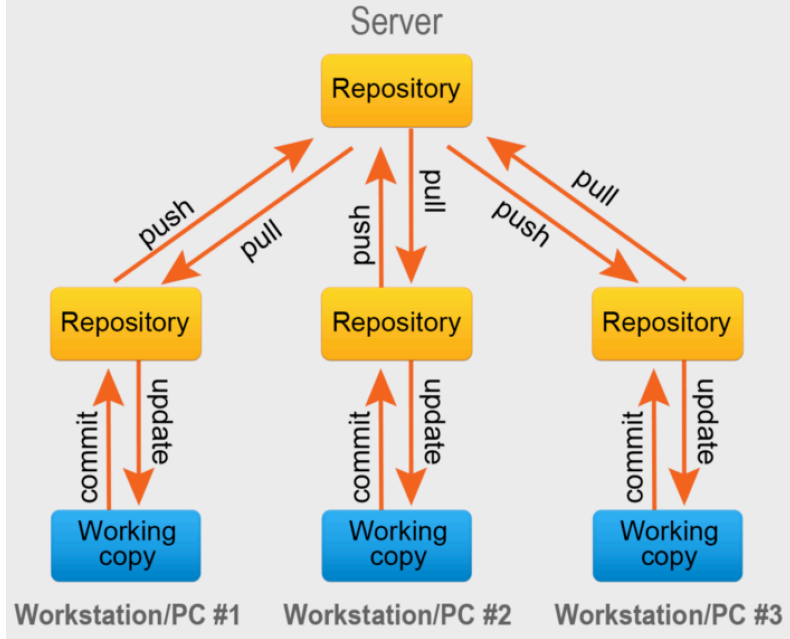 Server
Repository
push
pull
push
pull
push
pull
Repository
Repository
Repository
commit
update
commit
update
commit
update
Working
copy
Working
copy
Working
copy
Workstation/PC #1
Workstation/PC #2
Workstation/PC #3